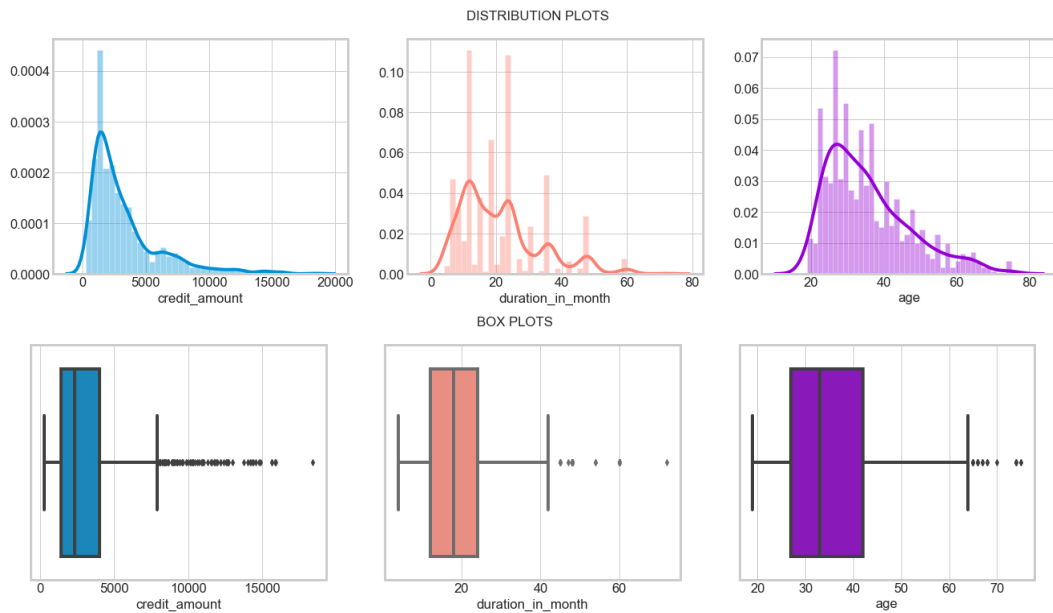 DISTRIBUTION PLOTS
0.0004
0.0003
0.0002
0.0001
0.0000
0 5000 10000 15000 20000
credit_amount
0.10
0.08
0.06
0.04
0.02
0.00
0 20 40 60 80
duration_in_month
0.07
0.06
0.05
0.04
0.03
0.02
0.01
0.00
20 40 60 80
age
BOX PLOTS
0 5000 10000 15000
credit_amount
20 40 60
duration_in_month
20 30 40 50 60 70
age